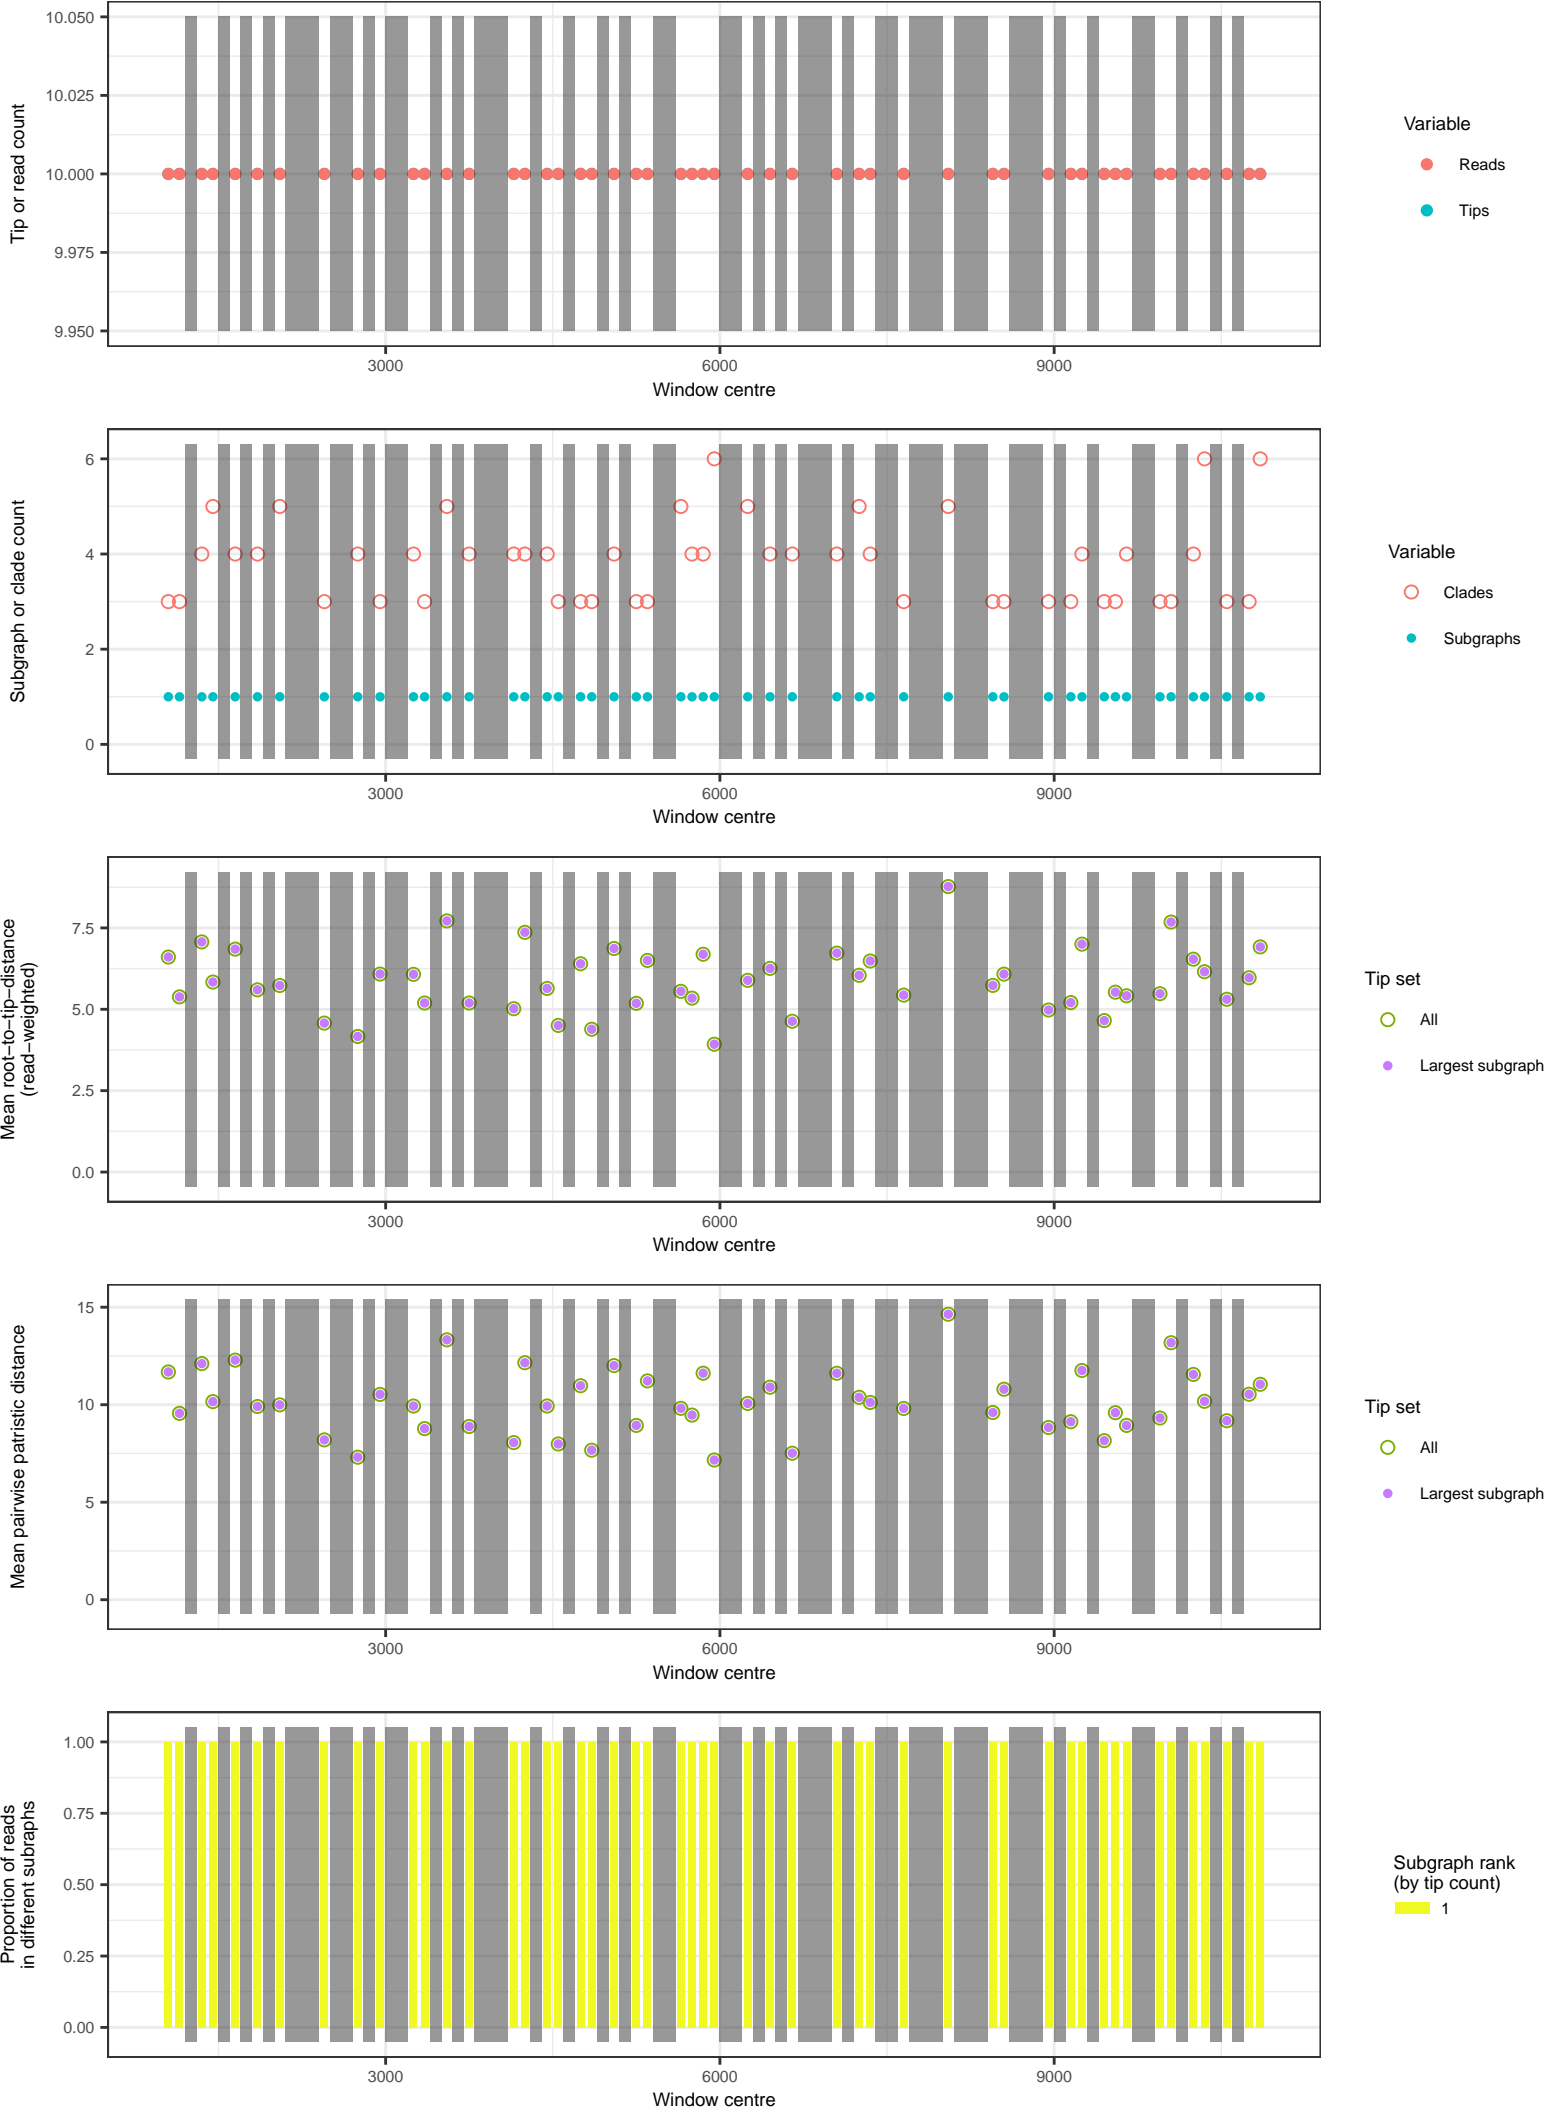 10.050
10.025
10.000
9.975
9.950
Tip or read count
3000
6000
9000
Window centre
Variable
Reads
Tips
6
4
2
0
Subgraph or clade count
3000
6000
9000
Window centre
Variable
Clades
Subgraphs
7.5
5.0
2.5
0.0
Mean root−to−tip−distance
(read−weighted)
3000
6000
9000
Window centre
Tip set
All
Largest subgraph
15
10
5
0
Mean pairwise patristic distance
3000
6000
9000
Window centre
Tip set
All
Largest subgraph
1.00
0.75
0.50
0.25
0.00
Proportion of reads
in different subraphs
3000
6000
9000
Window centre
Subgraph rank
(by tip count)
1